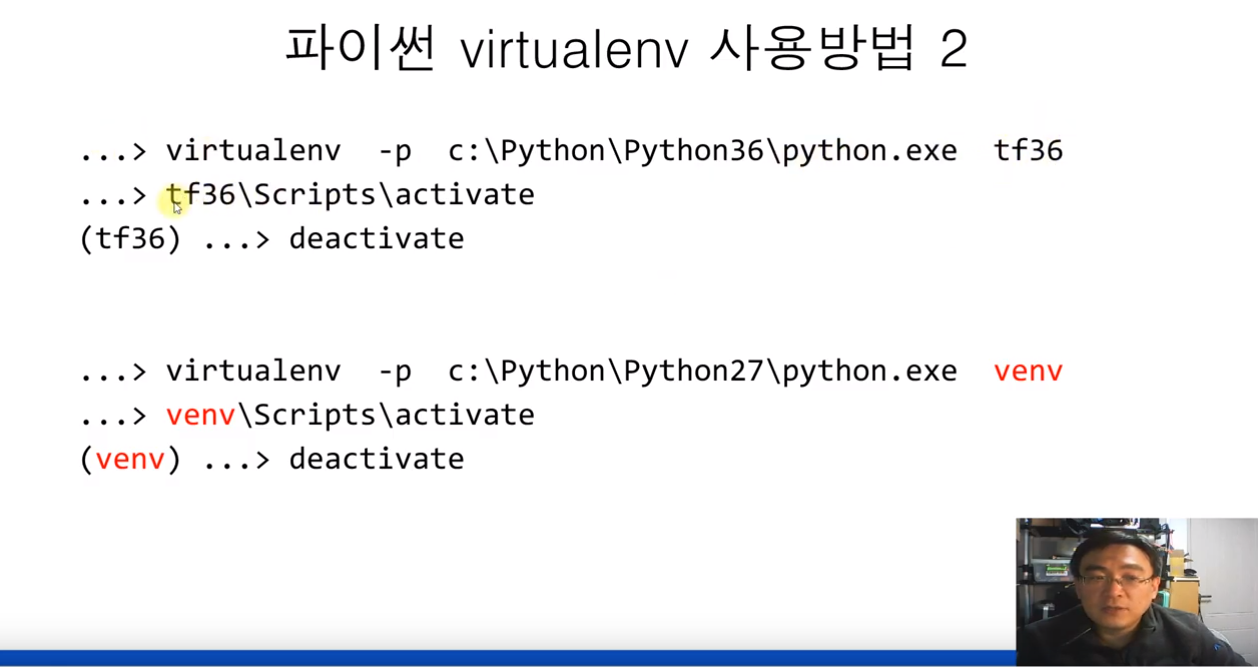 파이썬 virtualenv 사용방법 2
...> virtualenv -p c:\Python\Python36\python.exe tf36
...> tf36\Scripts\activate
(tf36) ...> deactivate
...> virtualenv -p c:\Python\Python27\python.exe venv
...> venv\Scripts\activate
(venv) ...> deactivate